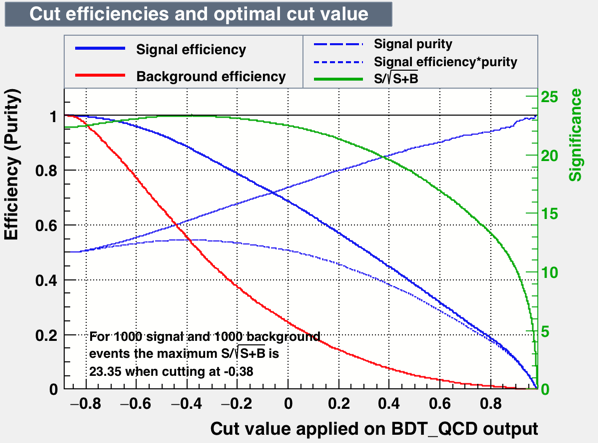 Cut efficiencies and optimal cut value
Signal efficiency
Background efficiency
Signal purity
Signal efficiency*purity
S/√S+B
Efficiency (Purity)
1
0.8
0.6
0.4
0.2
0
Significance
25
20
15
10
5
0
For 1000 signal and 1000 background
events the maximum S/√S+B is
23.35 when cutting at -0.38
−0.8 −0.6 −0.4 −0.2 0 0.2 0.4 0.6 0.8
Cut value applied on BDT_QCD output